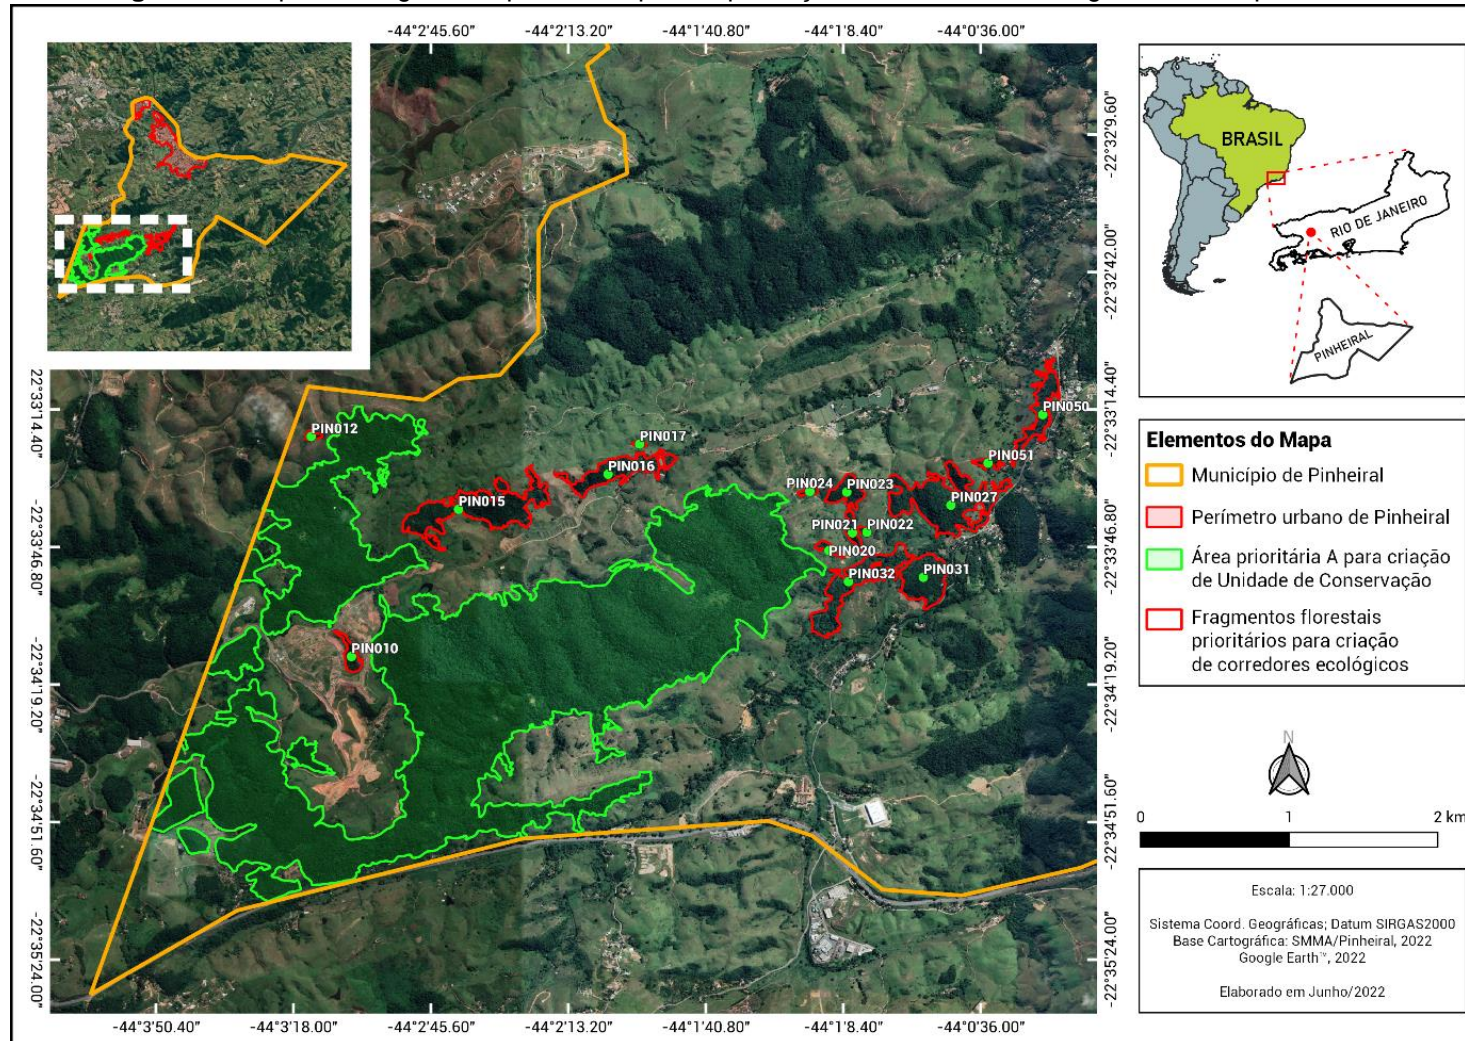 -44°2'45.60"
-44°2'13.20"
-44°1'40.80"
-44°1'8.40"
-44°0'36.00"
-22°32'9.60"
-22°32'42.00"
-22°33'14.40"
-22°33'46.80"
-22°34'19.20"
-22°34'51.60"
-22°35'24.00"
22°33'14.40"
-22°33'46.80"
-22°34'19.20"
-22°34'51.60"
-22°35'24.00"
PIN050
PIN012
PIN017
PIN051
PIN016
PIN024
PIN023
PIN027
PIN015
PIN021
PIN022
PIN020
PIN032
PIN031
PIN010
-44°3'50.40"
-44°3'18.00"
-44°2'45.60"
-44°2'13.20"
-44°1'40.80"
-44°1'8.40"
-44°0'36.00"
BRASIL
RIO DE JANEIRO
PINHEIRAL
Elementos do Mapa
Município de Pinheiral
Perímetro urbano de Pinheiral
Área prioritária A para criação
de Unidade de Conservação
Fragmentos florestais
prioritários para criação
de corredores ecológicos
N
0 1 2 km
Escala: 1:27.000
Sistema Coord. Geográficas; Datum SIRGAS2000
Base Cartográfica: SMMA/Pinheiral, 2022
Google Earth™, 2022
Elaborado em Junho/2022